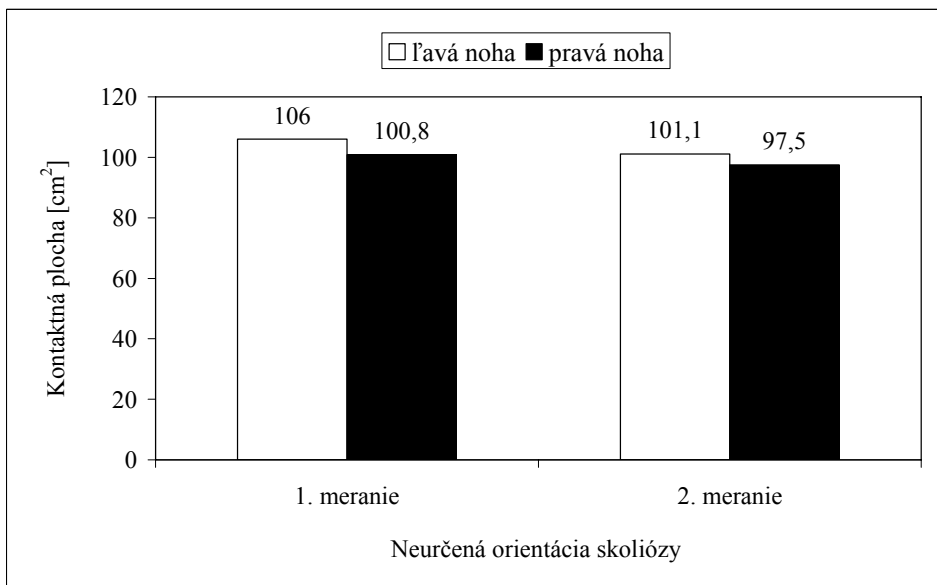 ľavá noha pravá noha
Kontaktná plocha [cm²]
120
100
80
60
40
20
0
106
100,8
101,1
97,5
1. meranie
2. meranie
Neurčená orientácia skoliózy